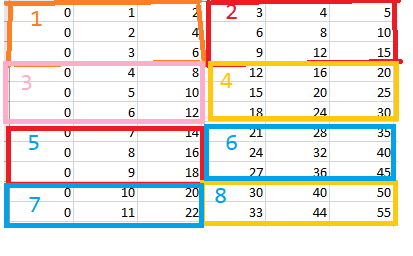 1 0 1 2 2 3 4 5
0 2 4 6 8 10
0 3 6 9 12 15
3 0 4 8 4 12 16 20
0 5 10 15 20 25
0 6 12 18 24 30
5 0 7 14 6 21 28 35
0 8 16 24 32 40
0 9 18 27 36 45
7 0 10 20 8 30 40 50
0 11 22 33 44 55